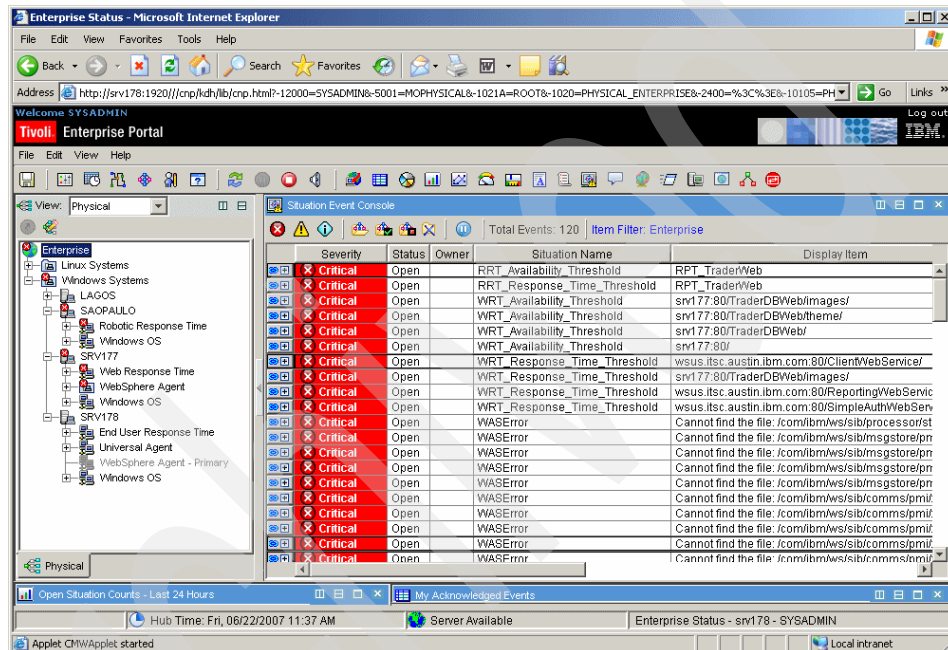 Enterprise Status - Microsoft Internet Explorer
File Edit View Favorites Tools Help
Back Search Favorites
Address http://srv178:1920///cnp/kdh/lib/cnp.html?-12000=SYSADMIN&-5001=MOPHYSICAL&-1021A=ROOT&-1020=PHYSICAL_ENTERPRISE&-2400=%3C%3E&-10105=PH Go Links »
Welcome SYSADMIN Log out
Tivoli. Enterprise Portal IBM.
File Edit View Help
View: Physical
Situation Event Console
Total Events: 120 Item Filter: Enterprise
Enterprise
Linux Systems
Windows Systems
LAGOS
SAOPAULO
Robotic Response Time
Windows OS
SRV177
Web Response Time
WebSphere Agent
Windows OS
SRV178
End User Response Time
Universal Agent
WebSphere Agent - Primary
Windows OS
Physical
Severity Status Owner Situation Name Display Item
Critical Open RRT_Availability_Threshold RPT_TraderWeb
Critical Open RRT_Response_Time_Threshold RPT_TraderWeb
Critical Open WRT_Availability_Threshold srv177:80/TraderDBWeb/images/
Critical Open WRT_Availability_Threshold srv177:80/TraderDBWeb/theme/
Critical Open WRT_Availability_Threshold srv177:80/TraderDBWeb/
Critical Open WRT_Availability_Threshold srv177:80/
Critical Open WRT_Response_Time_Threshold wsus.itsc.austin.ibm.com:80/ClientWebService/
Critical Open WRT_Response_Time_Threshold srv177:80/TraderDBWeb/images/
Critical Open WRT_Response_Time_Threshold wsus.itsc.austin.ibm.com:80/ReportingWebServic
Critical Open WRT_Response_Time_Threshold wsus.itsc.austin.ibm.com:80/SimpleAuthWebServ
Critical Open WASError Cannot find the file: /com/ibm/ws/sib/processor/st
Critical Open WASError Cannot find the file: /com/ibm/ws/sib/msgstore/pm
Critical Open WASError Cannot find the file: /com/ibm/ws/sib/msgstore/pm
Critical Open WASError Cannot find the file: /com/ibm/ws/sib/msgstore/pm
Critical Open WASError Cannot find the file: /com/ibm/ws/sib/msgstore/pm
Critical Open WASError Cannot find the file: /com/ibm/ws/sib/comms/pmi/
Critical Open WASError Cannot find the file: /com/ibm/ws/sib/comms/pmi/
Critical Open WASError Cannot find the file: /com/ibm/ws/sib/comms/pmi/
Critical Open WASError Cannot find the file: /com/ibm/ws/sib/comms/pmi/
Critical Open WASError Cannot find the file: /com/ibm/ws/sib/comms/pmi/
Open Situation Counts - Last 24 Hours
My Acknowledged Events
Hub Time: Fri, 06/22/2007 11:37 AM Server Available Enterprise Status - srv178 - SYSADMIN
Applet CMWApplet started Local intranet